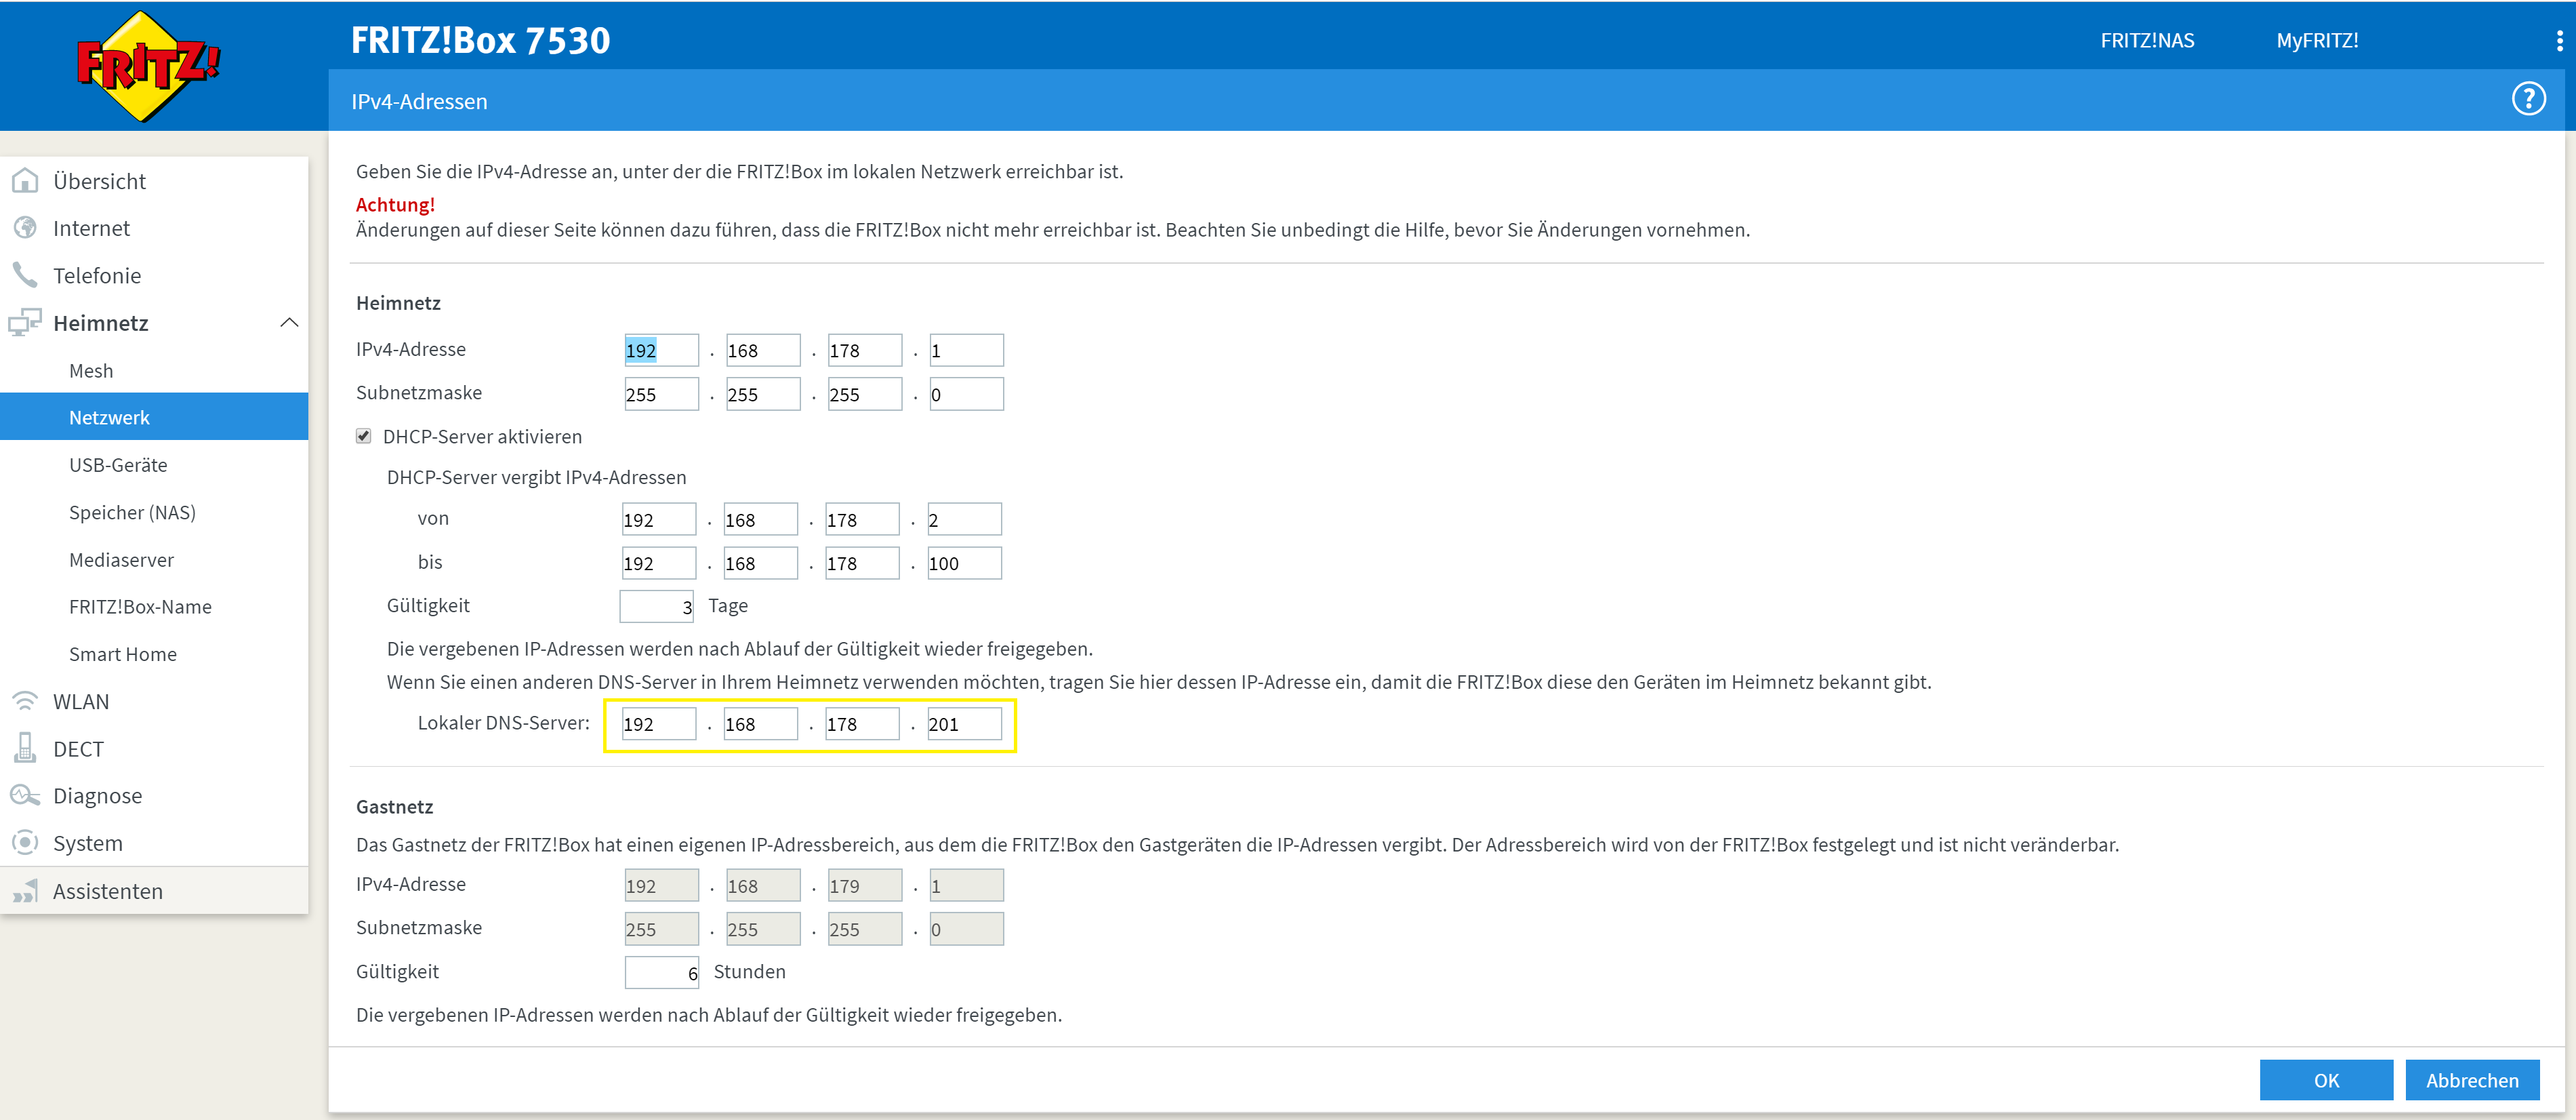 FRITZ!
FRITZ!Box 7530
FRITZ!NAS
MyFRITZ!
IPv4-Adressen
?
Übersicht
Internet
Telefonie
Heimnetz
Mesh
Netzwerk
USB-Geräte
Speicher (NAS)
Mediaserver
FRITZ!Box-Name
Smart Home
WLAN
DECT
Diagnose
System
Assistenten
Geben Sie die IPv4-Adresse an, unter der die FRITZ!Box im lokalen Netzwerk erreichbar ist.
Achtung!
Änderungen auf dieser Seite können dazu führen, dass die FRITZ!Box nicht mehr erreichbar ist. Beachten Sie unbedingt die Hilfe, bevor Sie Änderungen vornehmen.
Heimnetz
IPv4-Adresse 192 . 168 . 178 . 1
Subnetzmaske 255 . 255 . 255 . 0
DHCP-Server aktivieren
DHCP-Server vergibt IPv4-Adressen
von 192 . 168 . 178 . 2
bis 192 . 168 . 178 . 100
Gültigkeit 3 Tage
Die vergebenen IP-Adressen werden nach Ablauf der Gültigkeit wieder freigegeben.
Wenn Sie einen anderen DNS-Server in Ihrem Heimnetz verwenden möchten, tragen Sie hier dessen IP-Adresse ein, damit die FRITZ!Box diese den Geräten im Heimnetz bekannt gibt.
Lokaler DNS-Server: 192 . 168 . 178 . 201
Gastnetz
Das Gastnetz der FRITZ!Box hat einen eigenen IP-Adressbereich, aus dem die FRITZ!Box den Gastgeräten die IP-Adressen vergibt. Der Adressbereich wird von der FRITZ!Box festgelegt und ist nicht veränderbar.
IPv4-Adresse 192 . 168 . 179 . 1
Subnetzmaske 255 . 255 . 255 . 0
Gültigkeit 6 Stunden
Die vergebenen IP-Adressen werden nach Ablauf der Gültigkeit wieder freigegeben.
OK
Abbrechen